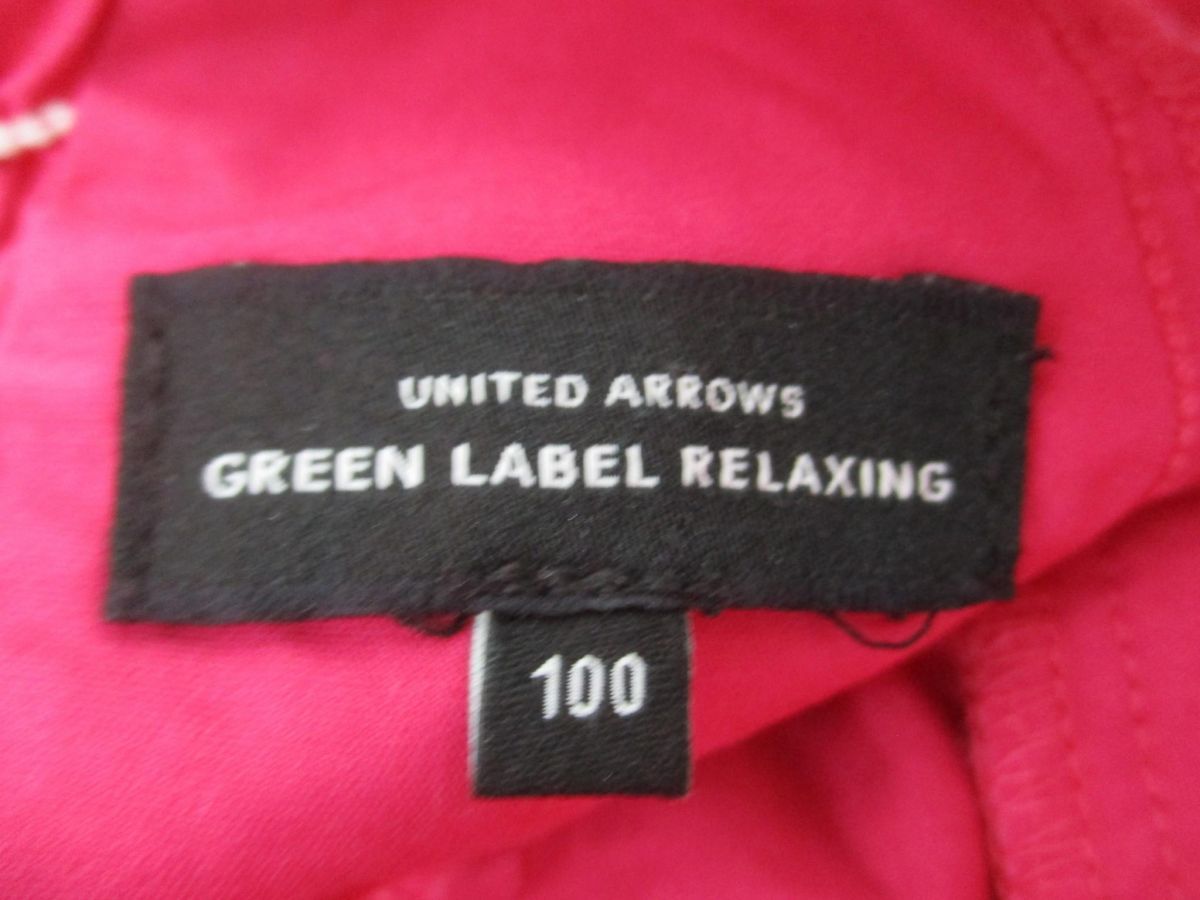 UNITED ARROWS
GREEN LABEL RELAXING
100